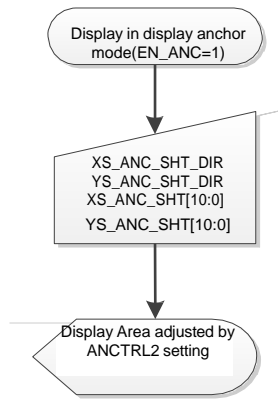 Display in display anchor
mode(EN_ANC=1)
XS_ANC_SHT_DIR
YS_ANC_SHT_DIR
XS_ANC_SHT[10:0]
YS_ANC_SHT[10:0]
Display Area adjusted by
ANCTRL2 setting